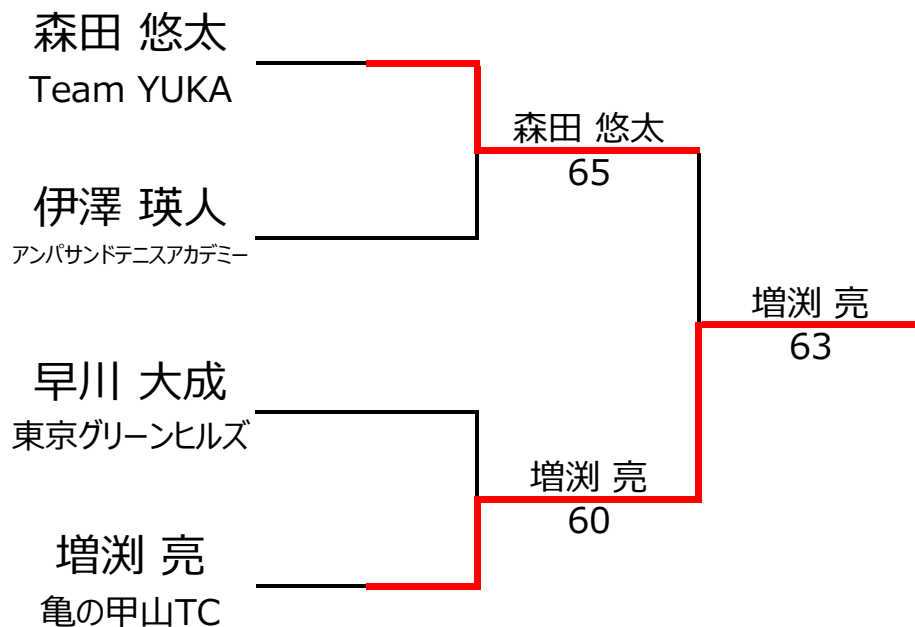 森田 悠太
Team YUKA
森田 悠太
65
伊澤 瑛人
アンパサンドテニスアカデミー
増渕 亮
63
早川 大成
東京グリーンヒルズ
増渕 亮
60
増渕 亮
亀の甲山TC